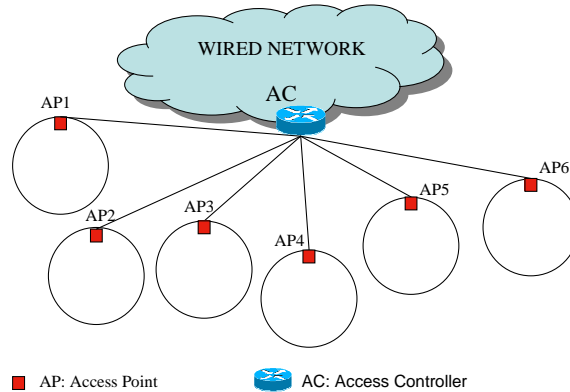 WIRED NETWORK
AC
AP1
AP6
AP5
AP2
AP3
AP4
AP: Access Point
AC: Access Controller